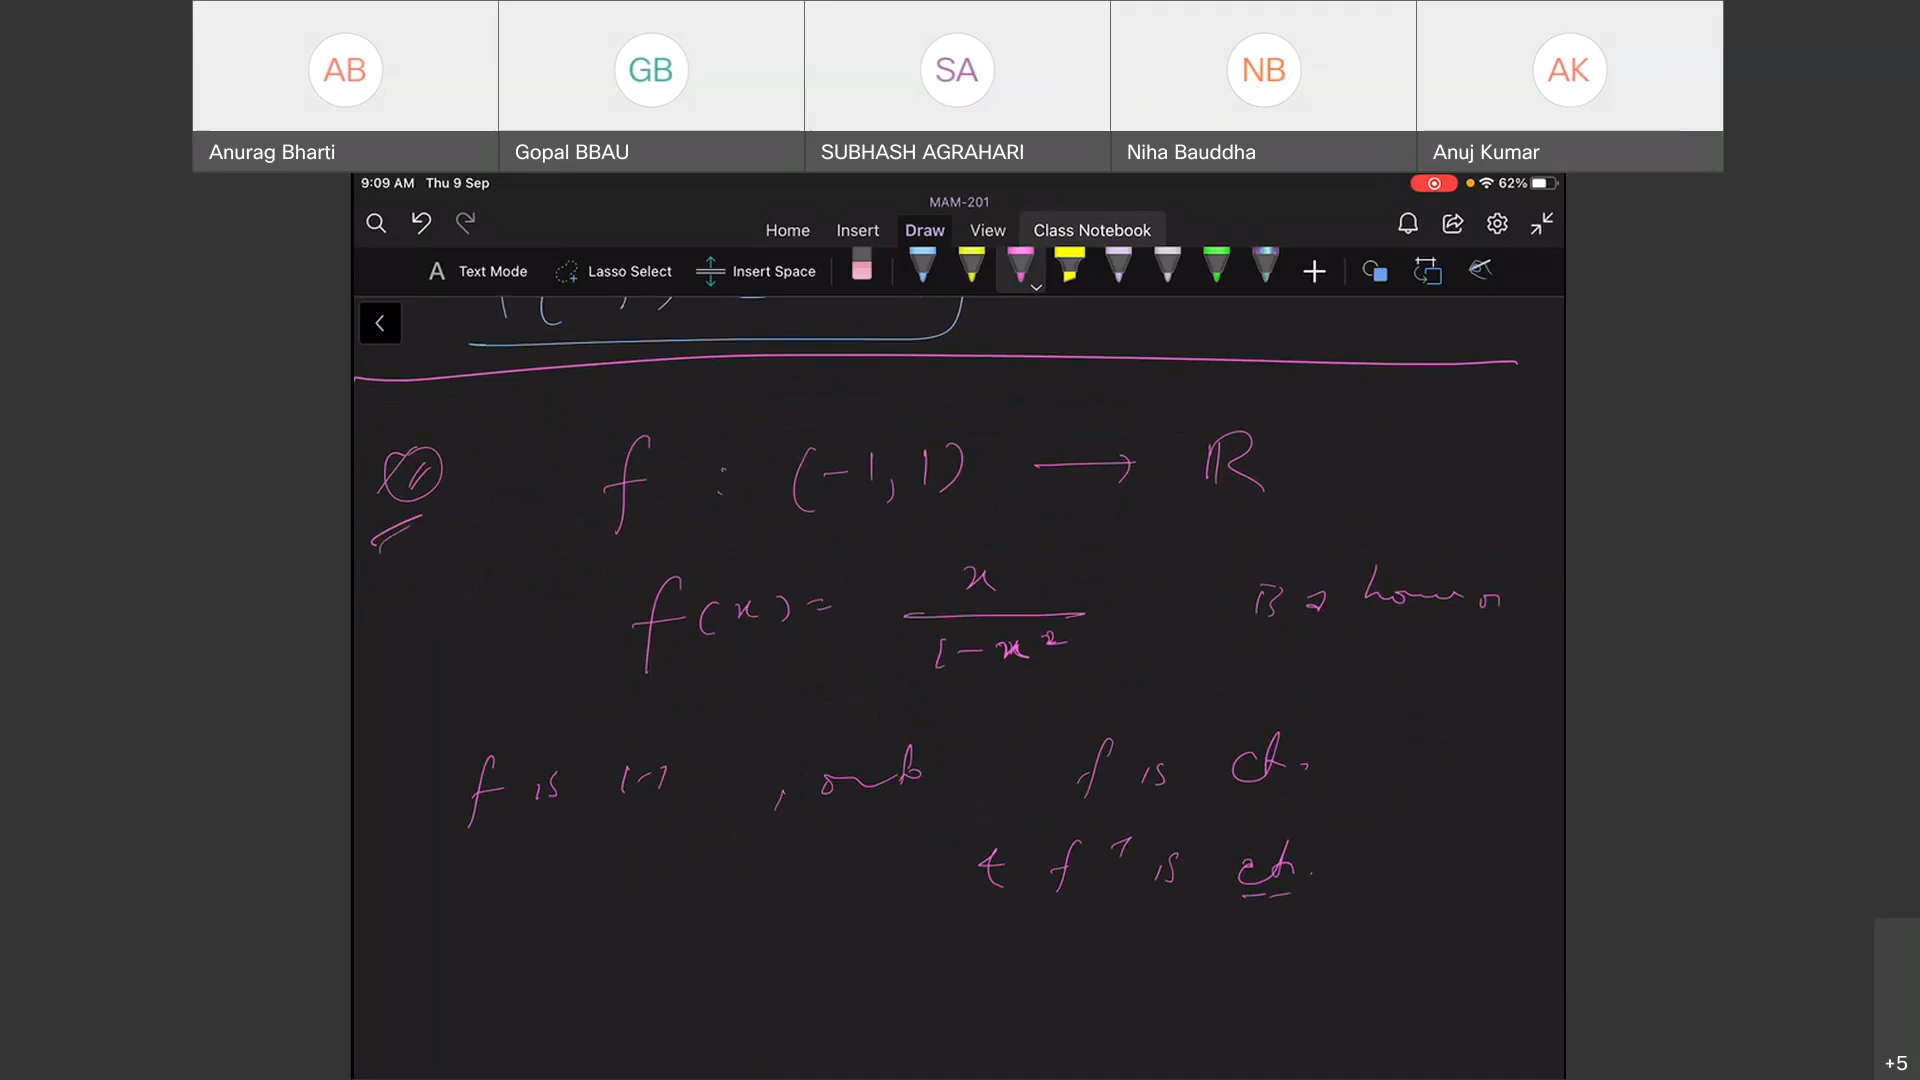 AB GB SA NB AK
Anurag Bharti Gopal BBAU SUBHASH AGRAHARI Niha Bauddha Anuj Kumar
9:09 AM Thu 9 Sep 62%
MAM-201
Home Insert Draw View Class Notebook
A Text Mode Lasso Select Insert Space
f : (-1, 1) → ℝ
f(x) = x / (1 - x²)
f is 1-1 , onto f is ct.
f⁻¹ is ct.
+5